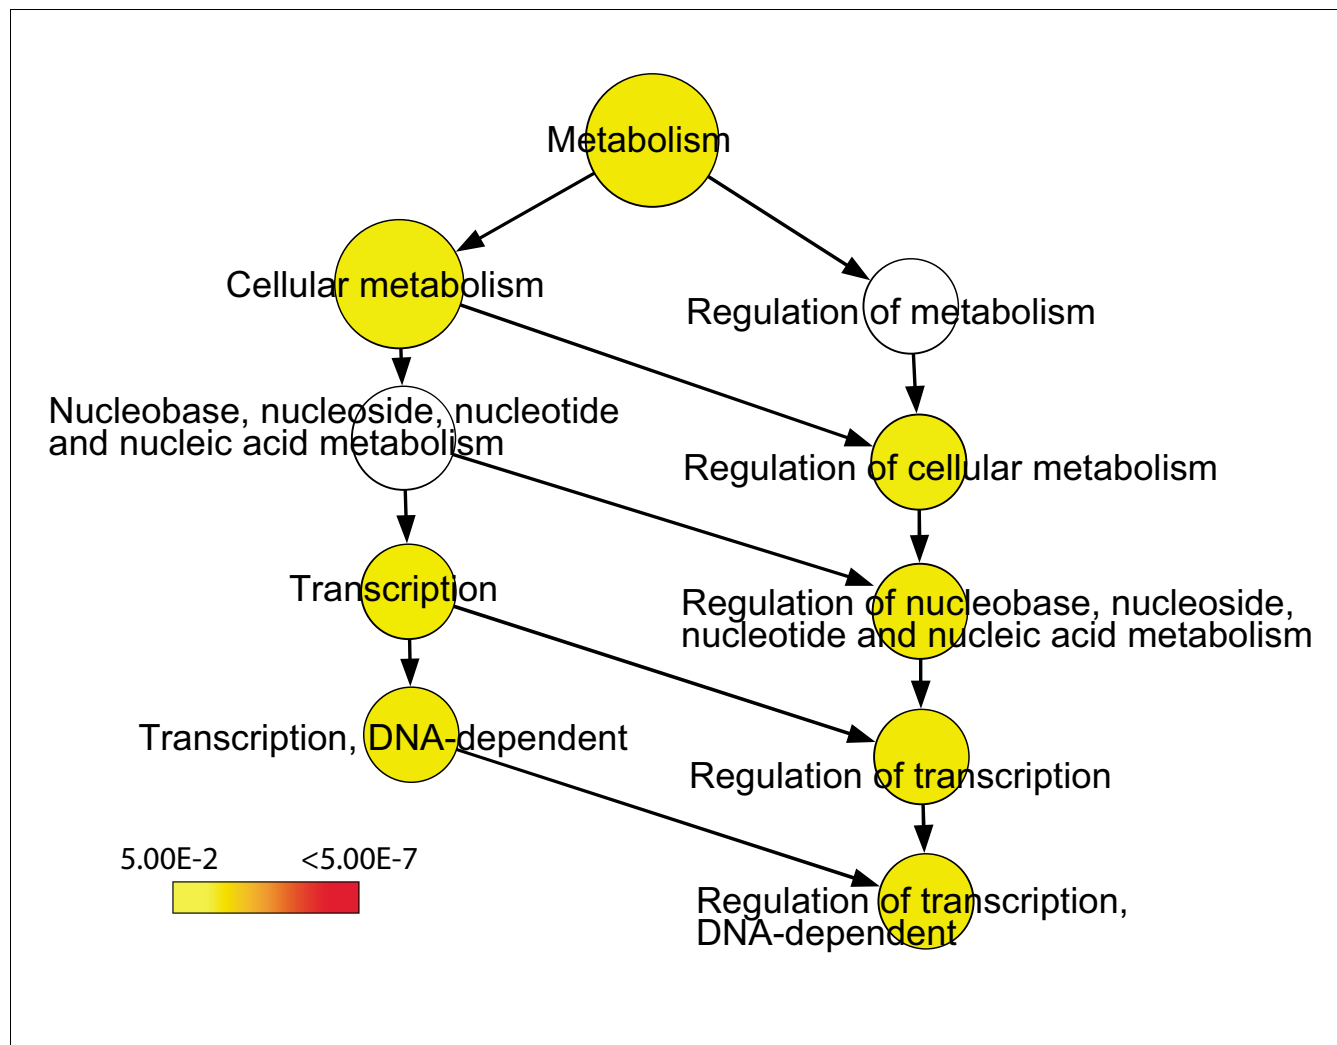 Metabolism
Cellular metabolism
Regulation of metabolism
Nucleobase, nucleoside, nucleotide
and nucleic acid metabolism
Regulation of cellular metabolism
Transcription
Regulation of nucleobase, nucleoside,
nucleotide and nucleic acid metabolism
Transcription, DNA-dependent
Regulation of transcription
5.00E-2 <5.00E-7
Regulation of transcription,
DNA-dependent